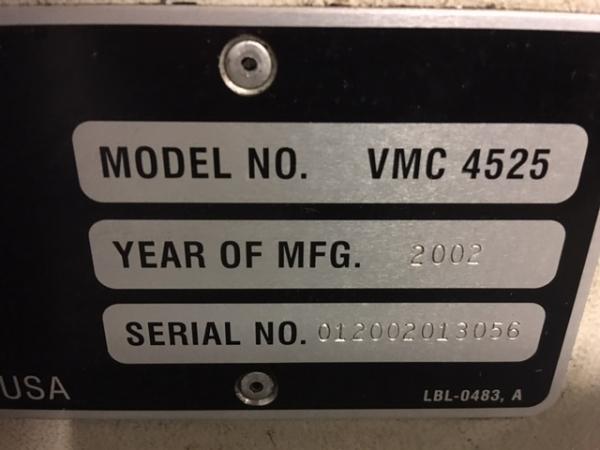 MODEL NO. VMC 4525
YEAR OF MFG. 2002
SERIAL NO. 012002013056
USA
LBL-0483, A